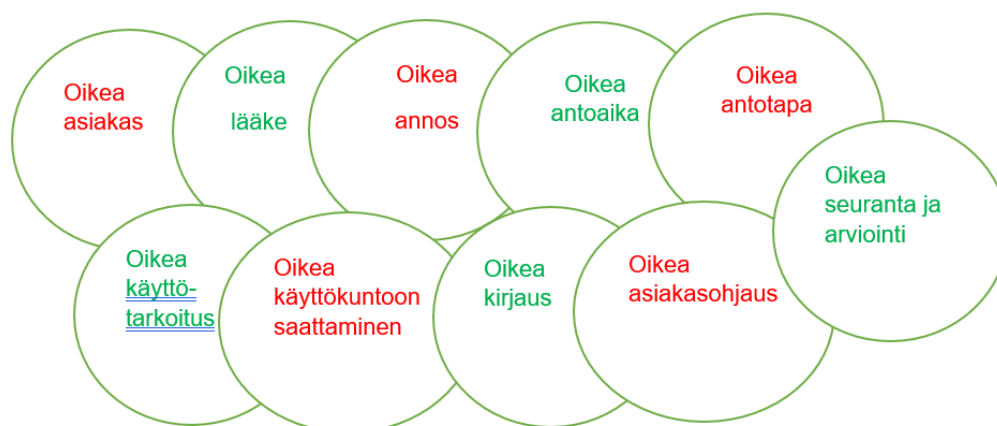 Oikea
asiakas
Oikea
lääke
Oikea
annos
Oikea
antoaika
Oikea
antotapa
Oikea
seuranta ja
arviointi
Oikea
käyttö-
tarkoitus
Oikea
käyttökuntoon
saattaminen
Oikea
kirjaus
Oikea
asiakasohjaus